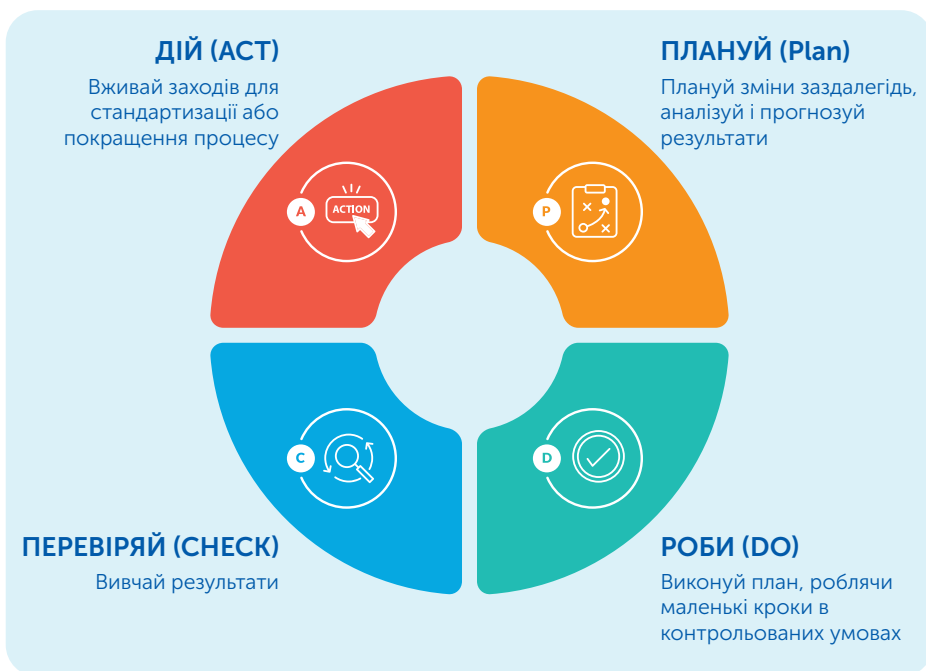 ДІЙ (ACT)
Вживай заходів для
стандартизації або
покращення процесу
ПЛАНУЙ (Plan)
Плануй зміни заздалегідь,
аналізуй і прогнозуй
результати
A
ACTION
P
C
D
ПЕРЕВІРЯЙ (CHECK)
Вивчай результати
РОБИ (DO)
Виконуй план, роблячи
маленькі кроки в
контрольованих умовах